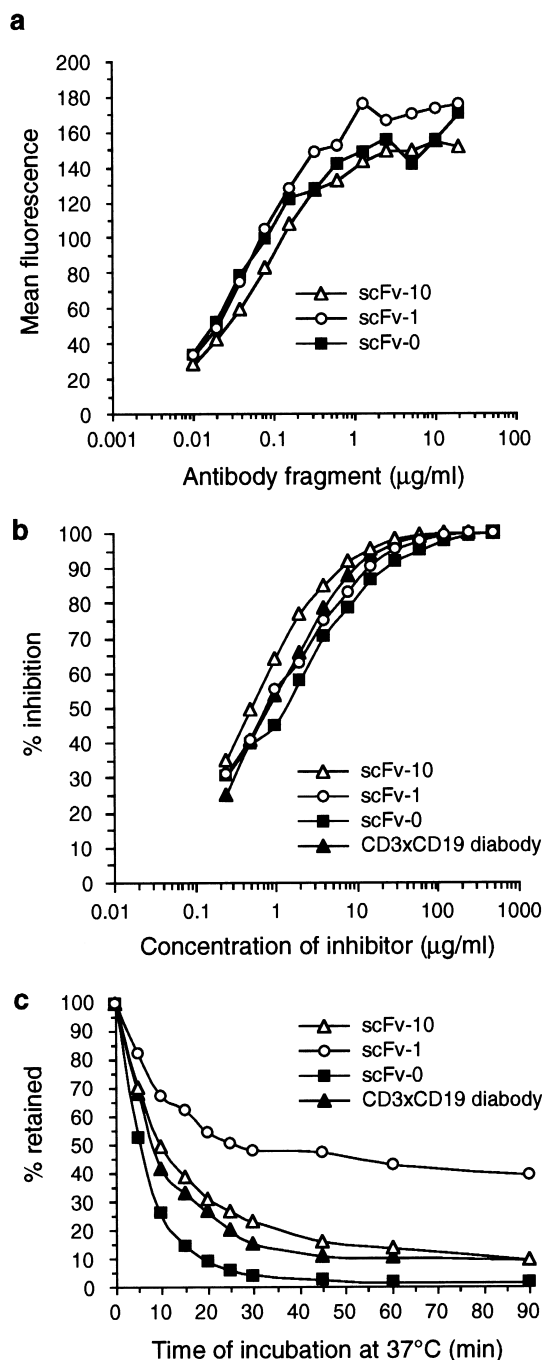 a
Mean fluorescence
200
180
160
140
120
100
80
60
40
20
0
scFv-10
scFv-1
scFv-0
0.001 0.01 0.1 1 10 100
Antibody fragment (µg/ml)
b
% inhibition
100
90
80
70
60
50
40
30
20
10
0
scFv-10
scFv-1
scFv-0
CD3xCD19 diabody
0.01 0.1 1 10 100 1000
Concentration of inhibitor (µg/ml)
c
% retained
100
90
80
70
60
50
40
30
20
10
0
scFv-10
scFv-1
scFv-0
CD3xCD19 diabody
0 10 20 30 40 50 60 70 80 90
Time of incubation at 37°C (min)